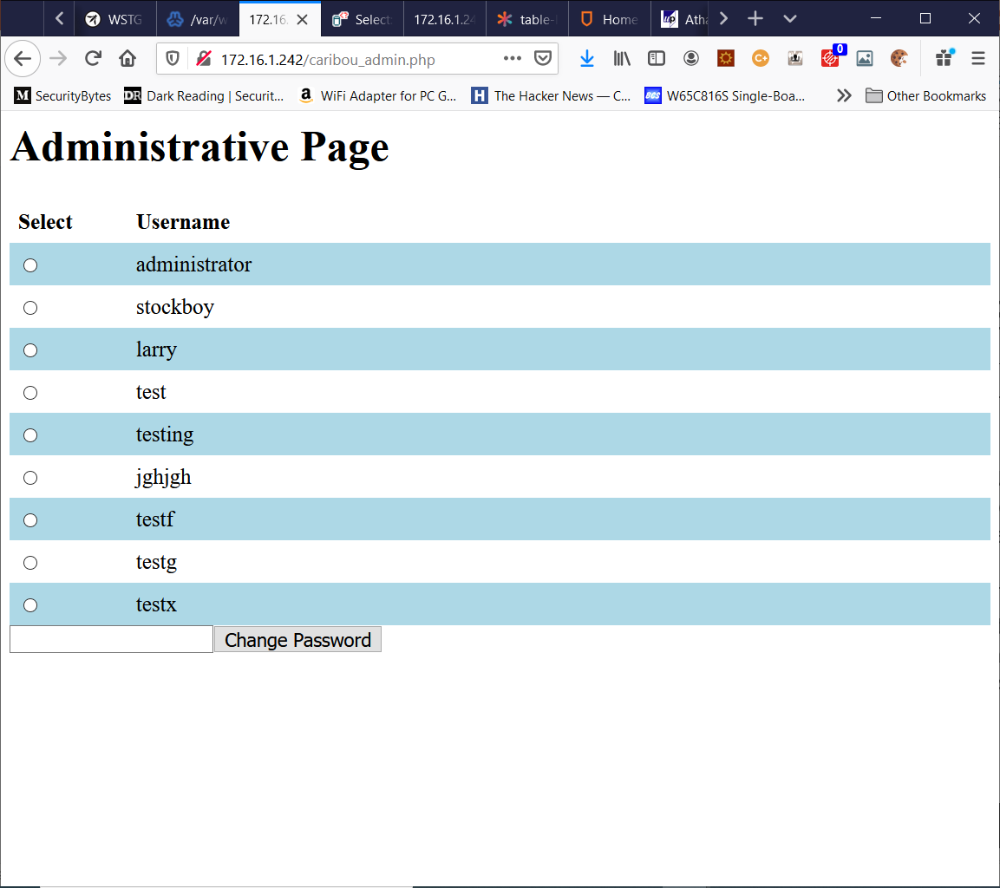 WSTG /var/w 172.16. Select 172.16.1.24 table- Home Atha
172.16.1.242/caribou_admin.php
C+ 0
M SecurityBytes DR Dark Reading | Securit... a WiFi Adapter for PC G... H The Hacker News — C... W65C816S Single-Boa... Other Bookmarks
Administrative Page
Select Username
administrator
stockboy
larry
test
testing
jghjgh
testf
testg
testx
Change Password